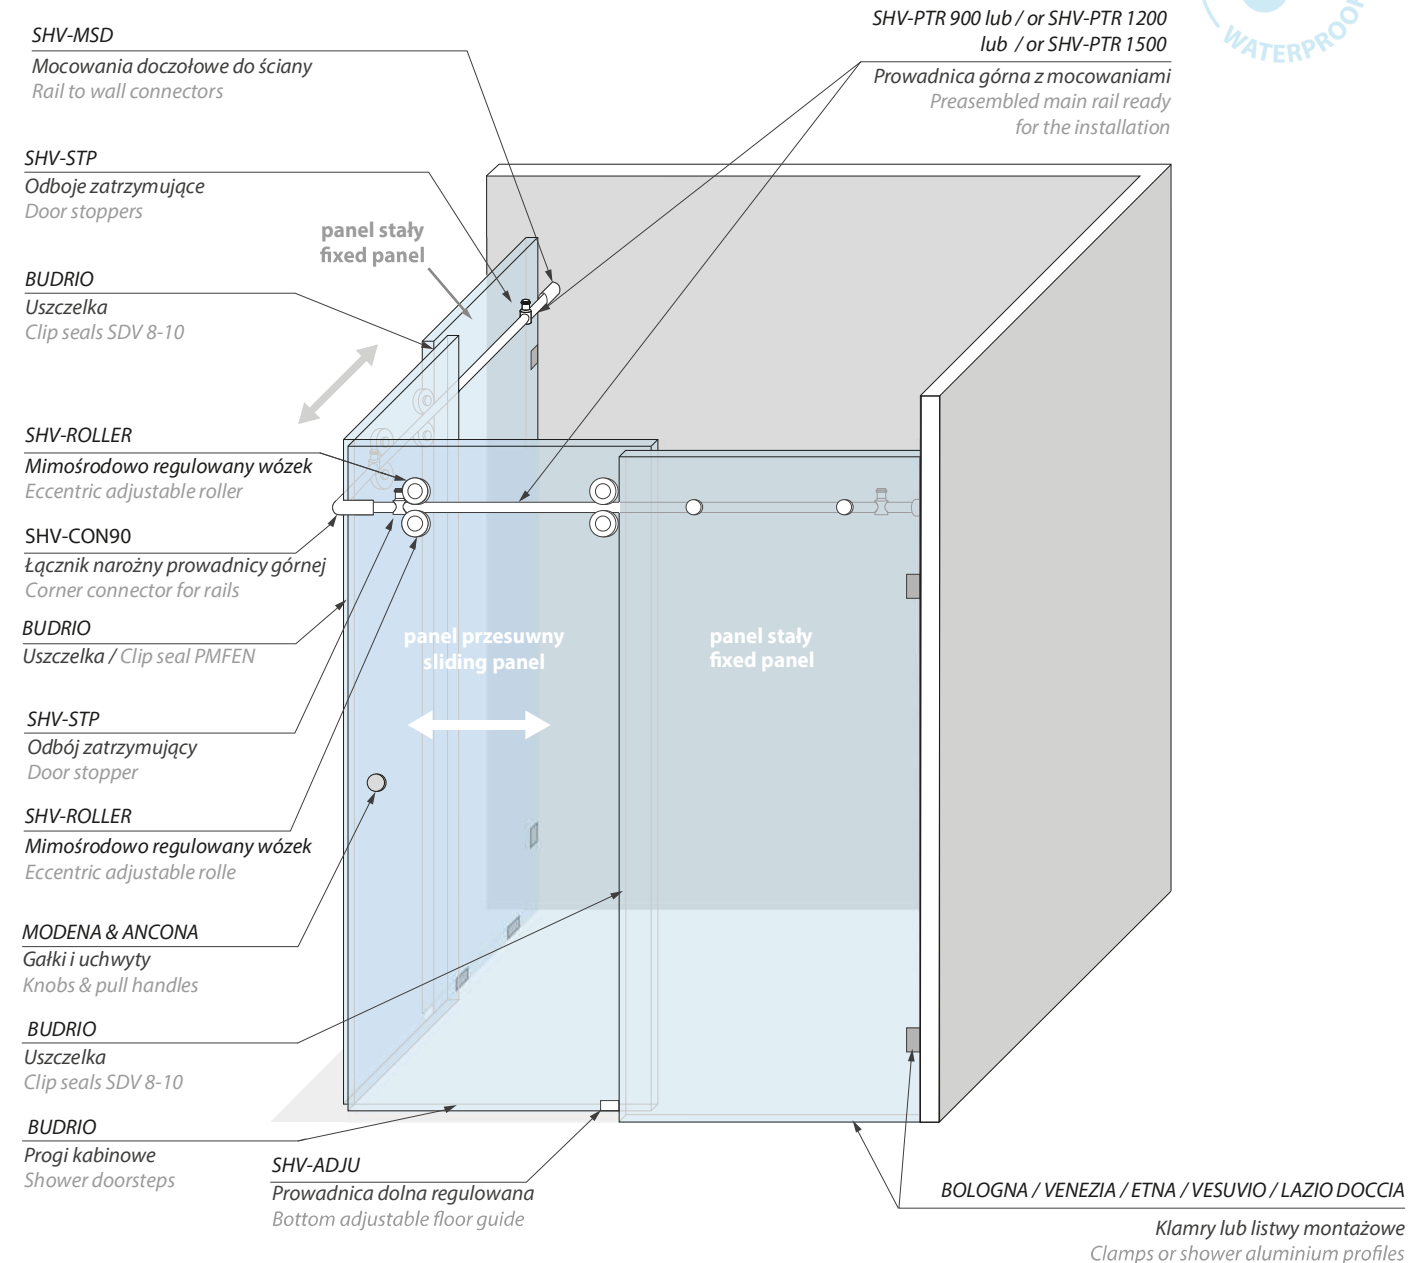 SHV-MSD
Mocowania doczołowe do ściany
Rail to wall connectors
SHV-PTR 900 lub / or SHV-PTR 1200
lub / or SHV-PTR 1500
Prowadnica górna z mocowaniami
Preasembled main rail ready
for the installation
WATERPROOF
SHV-STP
Odboje zatrzymujące
Door stoppers
panel stały
fixed panel
BUDRIO
Uszczelka
Clip seals SDV 8-10
SHV-ROLLER
Mimośrodowo regulowany wózek
Eccentric adjustable roller
SHV-CON90
Łącznik narożny prowadnicy górnej
Corner connector for rails
BUDRIO
Uszczelka / Clip seal PMFEN
panel przesuwny
sliding panel
panel stały
fixed panel
SHV-STP
Odbój zatrzymujący
Door stopper
SHV-ROLLER
Mimośrodowo regulowany wózek
Eccentric adjustable rolle
MODENA & ANCONA
Gałki i uchwyty
Knobs & pull handles
BUDRIO
Uszczelka
Clip seals SDV 8-10
BUDRIO
Progi kabinowe
Shower doorsteps
SHV-ADJU
Prowadnica dolna regulowana
Bottom adjustable floor guide
BOLOGNA / VENEZIA / ETNA / VESUVIO / LAZIO DOCCIA
Klamry lub listwy montażowe
Clamps or shower aluminium profiles